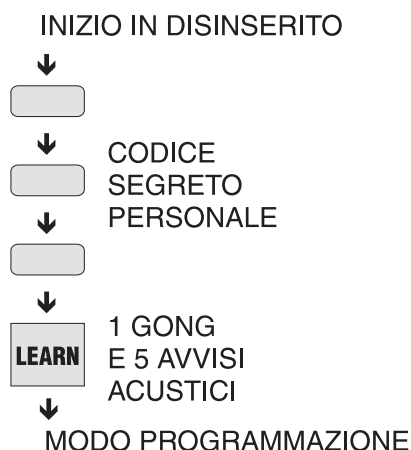 INIZIO IN DISINSERITO
CODICE
SEGRETO
PERSONALE
LEARN
1 GONG
E 5 AVVISI
ACUSTICI
MODO PROGRAMMAZIONE